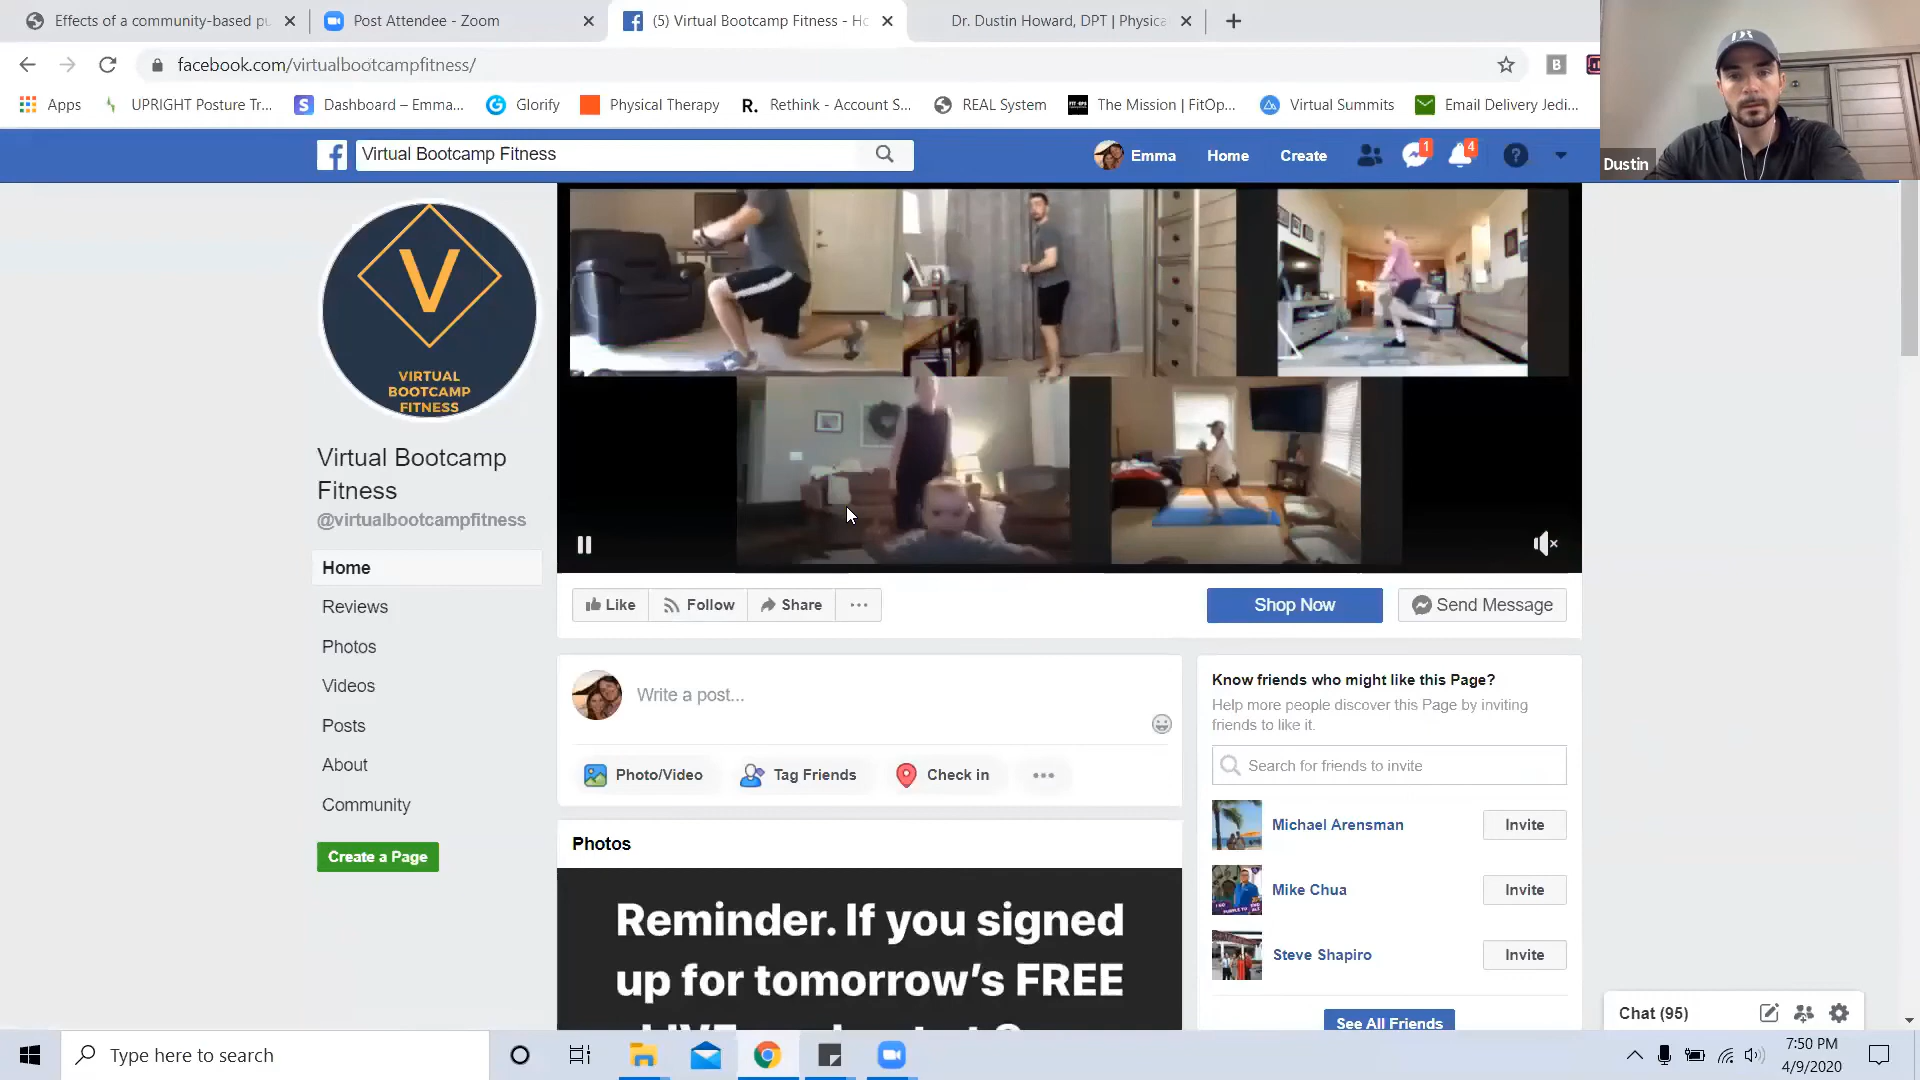 Effects of a community-based pu
Post Attendee - Zoom
(5) Virtual Bootcamp Fitness - Ho
Dr. Dustin Howard, DPT | Physica
facebook.com/virtualbootcampfitness/
B
Apps
UPRIGHT Posture Tr...
S
Dashboard – Emma...
Glorify
Physical Therapy
R.
Rethink - Account S...
REAL System
The Mission | FitOp...
Virtual Summits
Email Delivery Jedi...
Dustin
Virtual Bootcamp Fitness
Emma
Home
Create
1
4
V
VIRTUAL
BOOTCAMP
FITNESS
Virtual Bootcamp
Fitness
@virtualbootcampfitness
Home
Reviews
Photos
Videos
Posts
About
Community
Create a Page
Like
Follow
Share
Shop Now
Send Message
Write a post...
Photo/Video
Tag Friends
Check in
Photos
Reminder. If you signed
up for tomorrow's FREE
Know friends who might like this Page?
Help more people discover this Page by inviting
friends to like it.
Search for friends to invite
Michael Arensman
Invite
Mike Chua
Invite
Steve Shapiro
Invite
See All Friends
Chat (95)
Type here to search
7:50 PM
4/9/2020